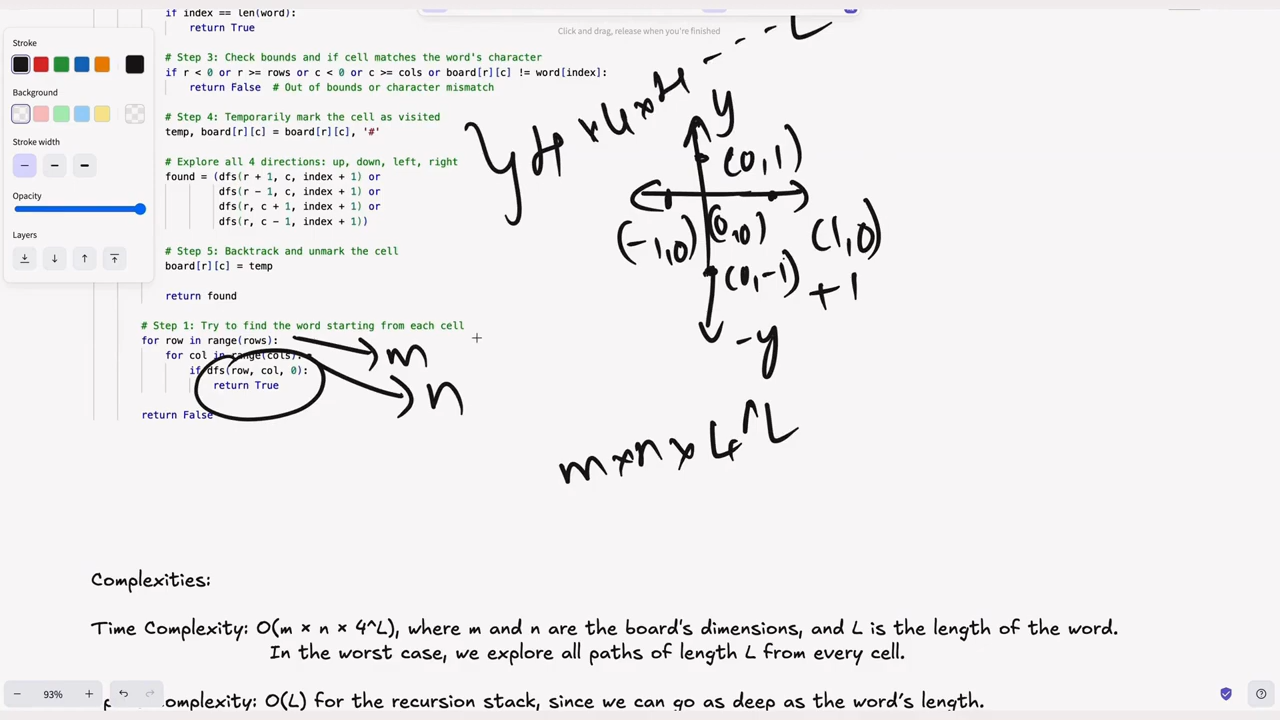 if index == len(word):
return True
Click and drag, release when you're finished
Stroke
# Step 3: Check bounds and if cell matches the word's character
if r < 0 or r >= rows or c < 0 or c >= cols or board[r][c] != word[index]:
return False # Out of bounds or character mismatch
Background
# Step 4: Temporarily mark the cell as visited
temp, board[r][c] = board[r][c], '#'
Stroke width
# Explore all 4 directions: up, down, left, right
found = (dfs(r + 1, c, index + 1) or
dfs(r - 1, c, index + 1) or
dfs(r, c + 1, index + 1) or
dfs(r, c - 1, index + 1))
Opacity
Layers
# Step 5: Backtrack and unmark the cell
board[r][c] = temp
return found
# Step 1: Try to find the word starting from each cell
for row in range(rows):
for col in range(cols):
if dfs(row, col, 0):
return True
return False
m
n
4 × 4 × 4 - - - L
y
(0,1)
(-1,0) (0,0) (1,0)
(0,-1) +1
-y
m×n×4^L
Complexities:
Time Complexity: O(m × n × 4^L), where m and n are the board's dimensions, and L is the length of the word.
In the worst case, we explore all paths of length L from every cell.
complexity: O(L) for the recursion stack, since we can go as deep as the word's length.
93%